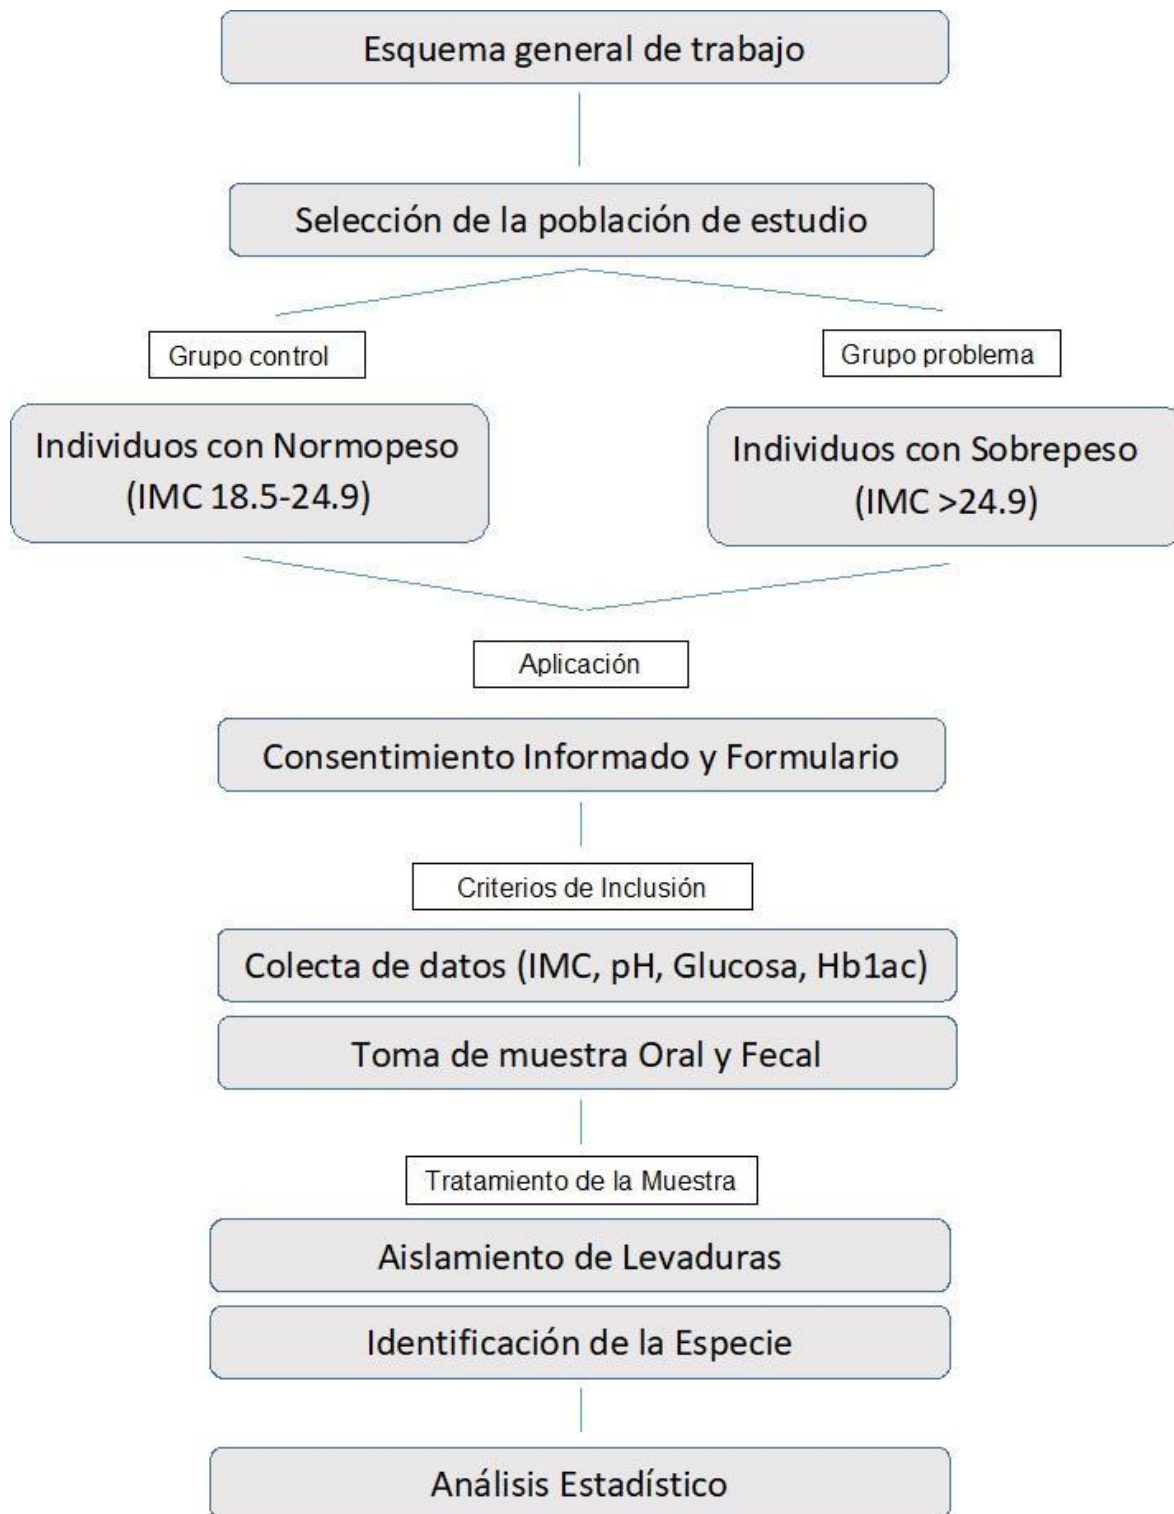 Esquema general de trabajo
Selección de la población de estudio
Grupo control
Grupo problema
Individuos con Normopeso
(IMC 18.5-24.9)
Individuos con Sobrepeso
(IMC >24.9)
Aplicación
Consentimiento Informado y Formulario
Criterios de Inclusión
Colecta de datos (IMC, pH, Glucosa, Hb1ac)
Toma de muestra Oral y Fecal
Tratamiento de la Muestra
Aislamiento de Levaduras
Identificación de la Especie
Análisis Estadístico